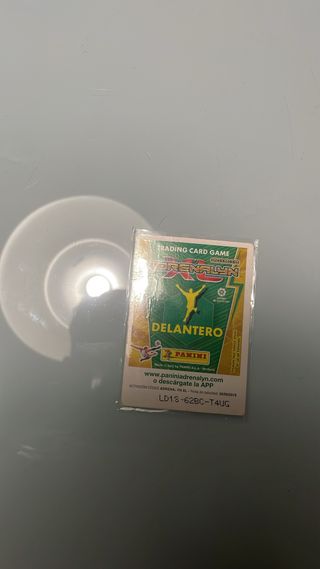 TRADING CARD GAME
ADRENALYN
XL
DELANTERO
PANINI
www.paniniadrenalyn.com
o descárgate la APP
LD1S-62BC-T4UG